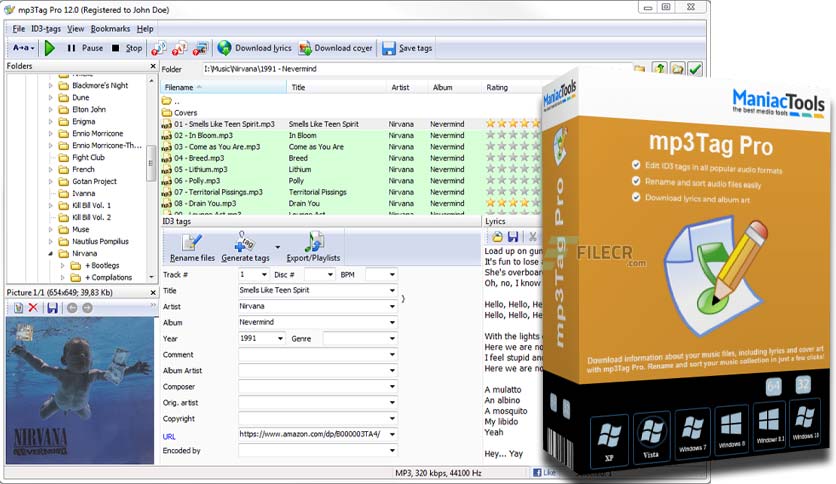 mp3Tag Pro 12.0 (Registered to John Doe)
File ID3-tags View Bookmarks Help
A→a Pause Stop Download lyrics Download cover Save tags
Folders
Blackmore's Night
Dune
Elton John
Enigma
Ennio Morricone
Ennio Morricone-Th...
Fight Club
French
Gotan Project
Ivanna
Kill Bill Vol. 1
Kill Bill Vol. 2
Muse
Nautilus Pompilius
Nirvana
+ Bootlegs
+ Compilations
Folder I:\Music\Nirvana\1991 - Nevermind
Filename Title Artist Album Rating
..
Covers
01 - Smells Like Teen Spirit.mp3 Smells Like Teen Spirit Nirvana Nevermind
02 - In Bloom.mp3 In Bloom Nirvana Nevermind
03 - Come as You Are.mp3 Come as You Are Nirvana Nevermind
04 - Breed.mp3 Breed Nirvana Nevermind
05 - Lithium.mp3 Lithium Nirvana Nevermind
06 - Polly.mp3 Polly Nirvana Nevermind
07 - Territorial Pissings.mp3 Nirvana Nevermind
08 - Drain You.mp3 Drain You Nirvana Nevermind
Picture 1/1 (654x649; 39,83 Kb)
NIRVANA
NEVERMIND
ID3 tags
Rename files Generate tags Export/Playlists
tag
Track # 1 Disc # BPM
Title Smells Like Teen Spirit
Artist Nirvana
Album Nevermind
Year 1991 Genre
Comment
Album Artist
Composer
Orig. artist
Copyright
URL https://www.amazon.com/dp/B000003TA4/
Encoded by
MP3, 320 kbps, 44100 Hz
Like
Lyrics
Load up on gun
It's fun to lose
She's overboar
Oh, no, I know
Hello, Hello, He
Hello, Hello, He
With the lights
Here we are no
I feel stupid an
Here we are no
A mulatto
An albino
A mosquito
My libido
Yeah
Hey... Yay
ManiacTools
ManiacTools
the best media tools
mp3Tag Pro
Edit ID3 tags in all popular audio formats
Rename and sort audio files easily
Download lyrics and album art
FILECR
.com
mp3Tag Pro
Download information about your music files, including lyrics and cover art
with mp3Tag Pro. Rename and sort your music collection in just a few clicks!
64 32
XP Vista Windows 7 Windows 8 Windows 8.1 Windows 10